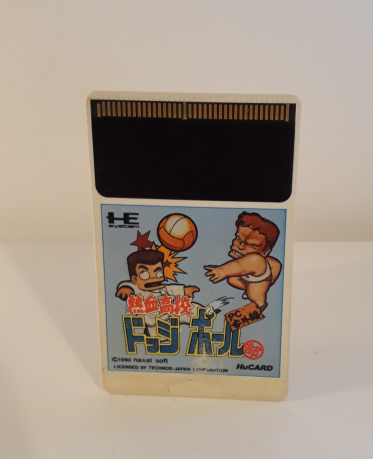 HE
system
熱血高校
ドッジボール部
PC番外編
©1990 naxat soft
LICENSED BY TECHNOS JAPAN CORPORATION
HuCARD